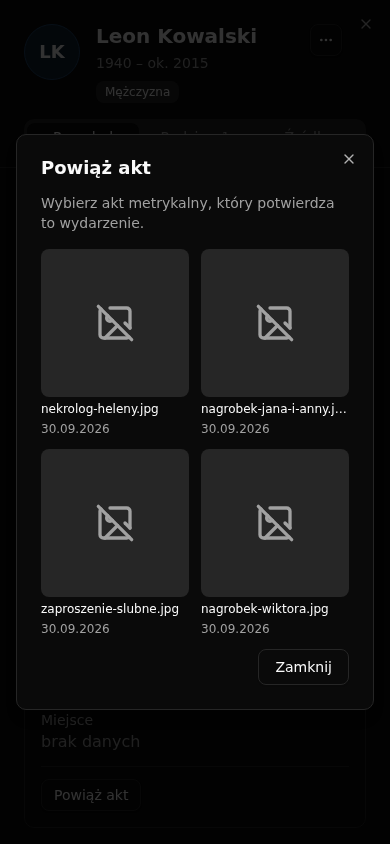 LK
Leon Kowalski
1940 – ok. 2015
Mężczyzna
Powiąż akt
Wybierz akt metrykalny, który potwierdza
to wydarzenie.
nekrolog-heleny.jpg
30.09.2026
nagrobek-jana-i-anny.j...
30.09.2026
zaproszenie-slubne.jpg
30.09.2026
nagrobek-wiktora.jpg
30.09.2026
Zamknij
Miejsce
brak danych
Powiąż akt